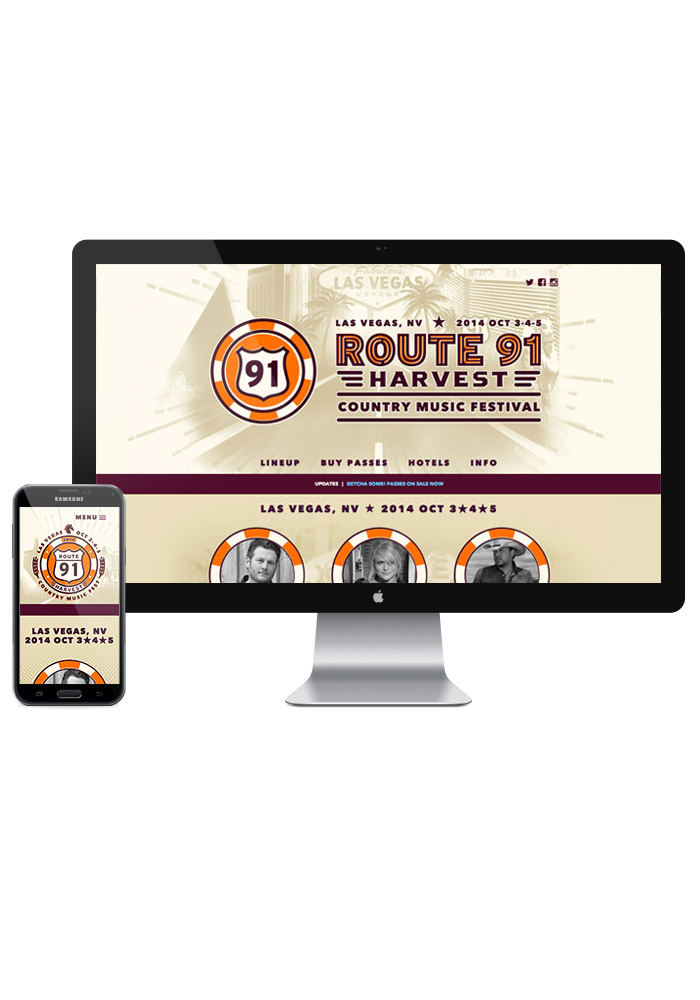 To Fabulous
LAS VEGAS
NEVADA
LAS VEGAS, NV ★ 2014 OCT 3-4-5
91
ROUTE 91
HARVEST
COUNTRY MUSIC FESTIVAL
LINEUP BUY PASSES HOTELS INFO
UPDATES | GETCHA SOME! PASSES ON SALE NOW
LAS VEGAS, NV ★ 2014 OCT 3★4★5
SAMSUNG
MENU
LAS VEGAS OCT 3-4-5
2014
ROUTE
91
HARVEST
COUNTRY MUSIC FEST
LAS VEGAS, NV
2014 OCT 3★4★5